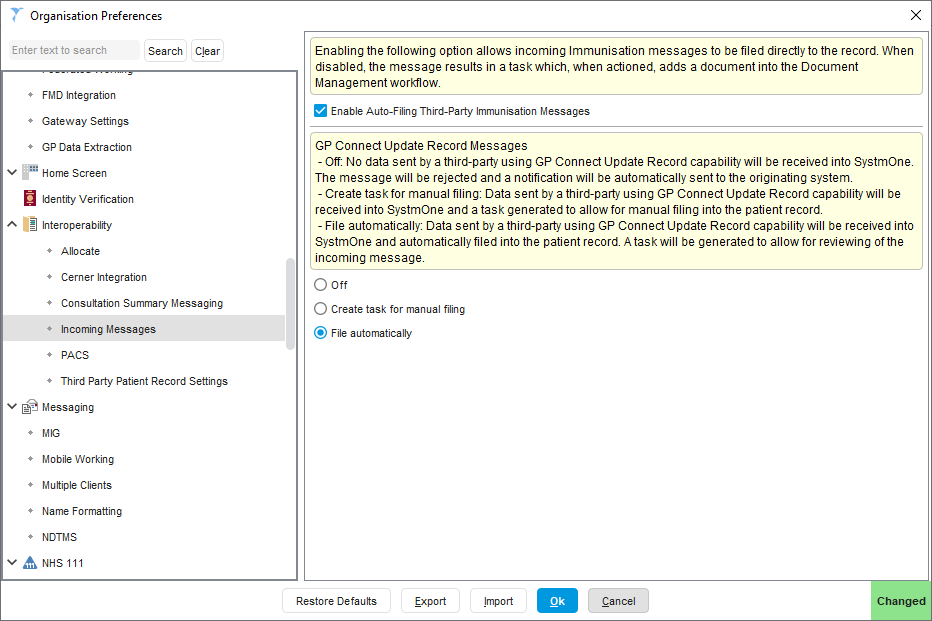 Organisation Preferences
Enter text to search
Search
Clear
Federated Working
FMD Integration
Gateway Settings
GP Data Extraction
Home Screen
Identity Verification
Interoperability
Allocate
Cerner Integration
Consultation Summary Messaging
Incoming Messages
PACS
Third Party Patient Record Settings
Messaging
MIG
Mobile Working
Multiple Clients
Name Formatting
NDTMS
NHS 111
Enabling the following option allows incoming Immunisation messages to be filed directly to the record. When
disabled, the message results in a task which, when actioned, adds a document into the Document
Management workflow.
Enable Auto-Filing Third-Party Immunisation Messages
GP Connect Update Record Messages
- Off: No data sent by a third-party using GP Connect Update Record capability will be received into SystmOne.
The message will be rejected and a notification will be automatically sent to the originating system.
- Create task for manual filing: Data sent by a third-party using GP Connect Update Record capability will be
received into SystmOne and a task generated to allow for manual filing into the patient record.
- File automatically: Data sent by a third-party using GP Connect Update Record capability will be received into
SystmOne and automatically filed into the patient record. A task will be generated to allow for reviewing of the
incoming message.
Off
Create task for manual filing
File automatically
Restore Defaults
Export
Import
Ok
Cancel
Changed